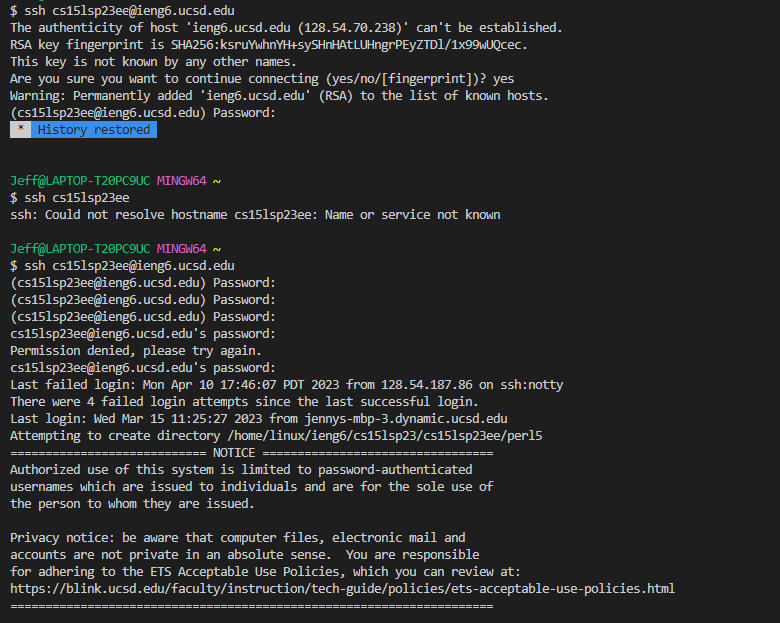 $ ssh cs15lsp23ee@ieng6.ucsd.edu
The authenticity of host 'ieng6.ucsd.edu (128.54.70.238)' can't be established.
RSA key fingerprint is SHA256:ksruYwhnYH+sySHnHAtLUHngrPEyZTDl/1x99wUQcec.
This key is not known by any other names.
Are you sure you want to continue connecting (yes/no/[fingerprint])? yes
Warning: Permanently added 'ieng6.ucsd.edu' (RSA) to the list of known hosts.
(cs15lsp23ee@ieng6.ucsd.edu) Password:
* History restored
Jeff@LAPTOP-T20PC9UC MINGW64 ~
$ ssh cs15lsp23ee
ssh: Could not resolve hostname cs15lsp23ee: Name or service not known
Jeff@LAPTOP-T20PC9UC MINGW64 ~
$ ssh cs15lsp23ee@ieng6.ucsd.edu
(cs15lsp23ee@ieng6.ucsd.edu) Password:
(cs15lsp23ee@ieng6.ucsd.edu) Password:
(cs15lsp23ee@ieng6.ucsd.edu) Password:
cs15lsp23ee@ieng6.ucsd.edu's password:
Permission denied, please try again.
cs15lsp23ee@ieng6.ucsd.edu's password:
Last failed login: Mon Apr 10 17:46:07 PDT 2023 from 128.54.187.86 on ssh:notty
There were 4 failed login attempts since the last successful login.
Last login: Wed Mar 15 11:25:27 2023 from jennys-mbp-3.dynamic.ucsd.edu
Attempting to create directory /home/linux/ieng6/cs15lsp23/cs15lsp23ee/perl5
============================ NOTICE =================================
Authorized use of this system is limited to password-authenticated
usernames which are issued to individuals and are for the sole use of
the person to whom they are issued.
Privacy notice: be aware that computer files, electronic mail and
accounts are not private in an absolute sense.  You are responsible
for adhering to the ETS Acceptable Use Policies, which you can review at:
https://blink.ucsd.edu/faculty/instruction/tech-guide/policies/ets-acceptable-use-policies.html
=====================================================================